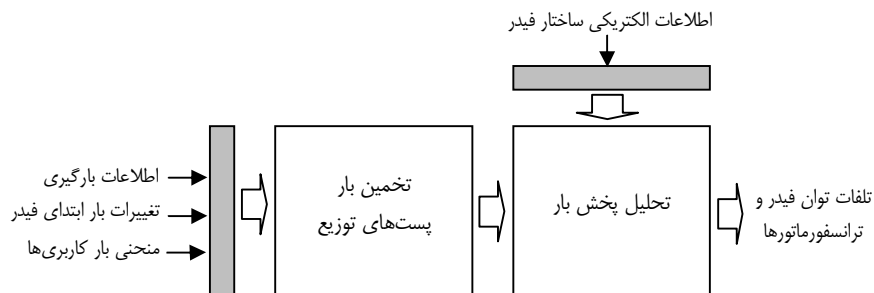 اطلاعات الکتریکی ساختار فیدر
اطلاعات بارگیری
تغییرات بار ابتدای فیدر
منحنی بار کاربری‌ها
تخمین بار
پست‌های توزیع
تحلیل پخش بار
تلفات توان فیدر و
ترانسفورماتورها